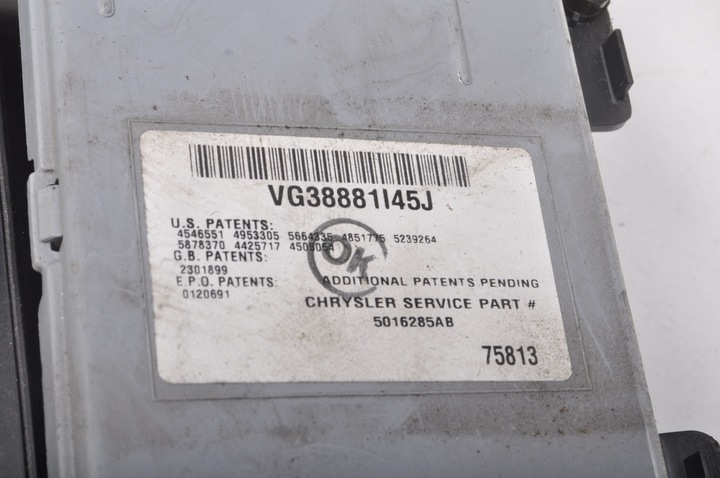 VG38881I45J
U.S. PATENTS:
4546551 4953305 5664335 4851775 5239264
5878370 4425717 4505054
G.B. PATENTS:
2301899
E.P.O. PATENTS: ADDITIONAL PATENTS PENDING
0120691
OK
CHRYSLER SERVICE PART #
5016285AB
75813